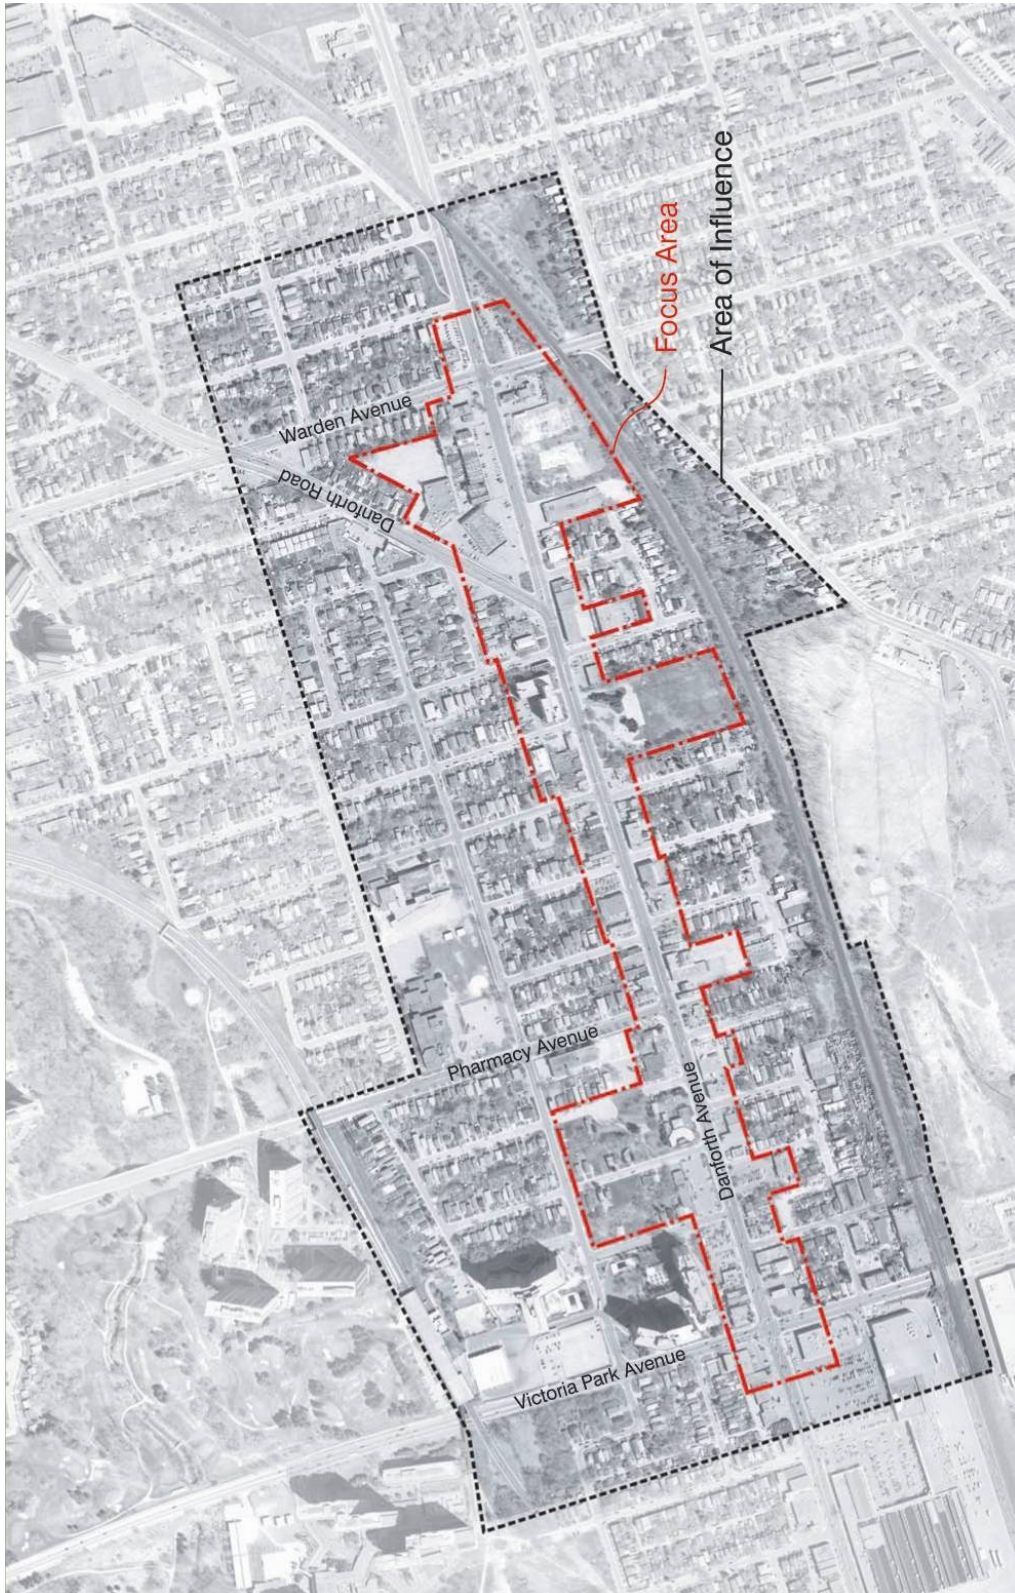 Warden Avenue
Danforth Road
Focus Area
Area of Influence
Pharmacy Avenue
Danforth Avenue
Victoria Park Avenue